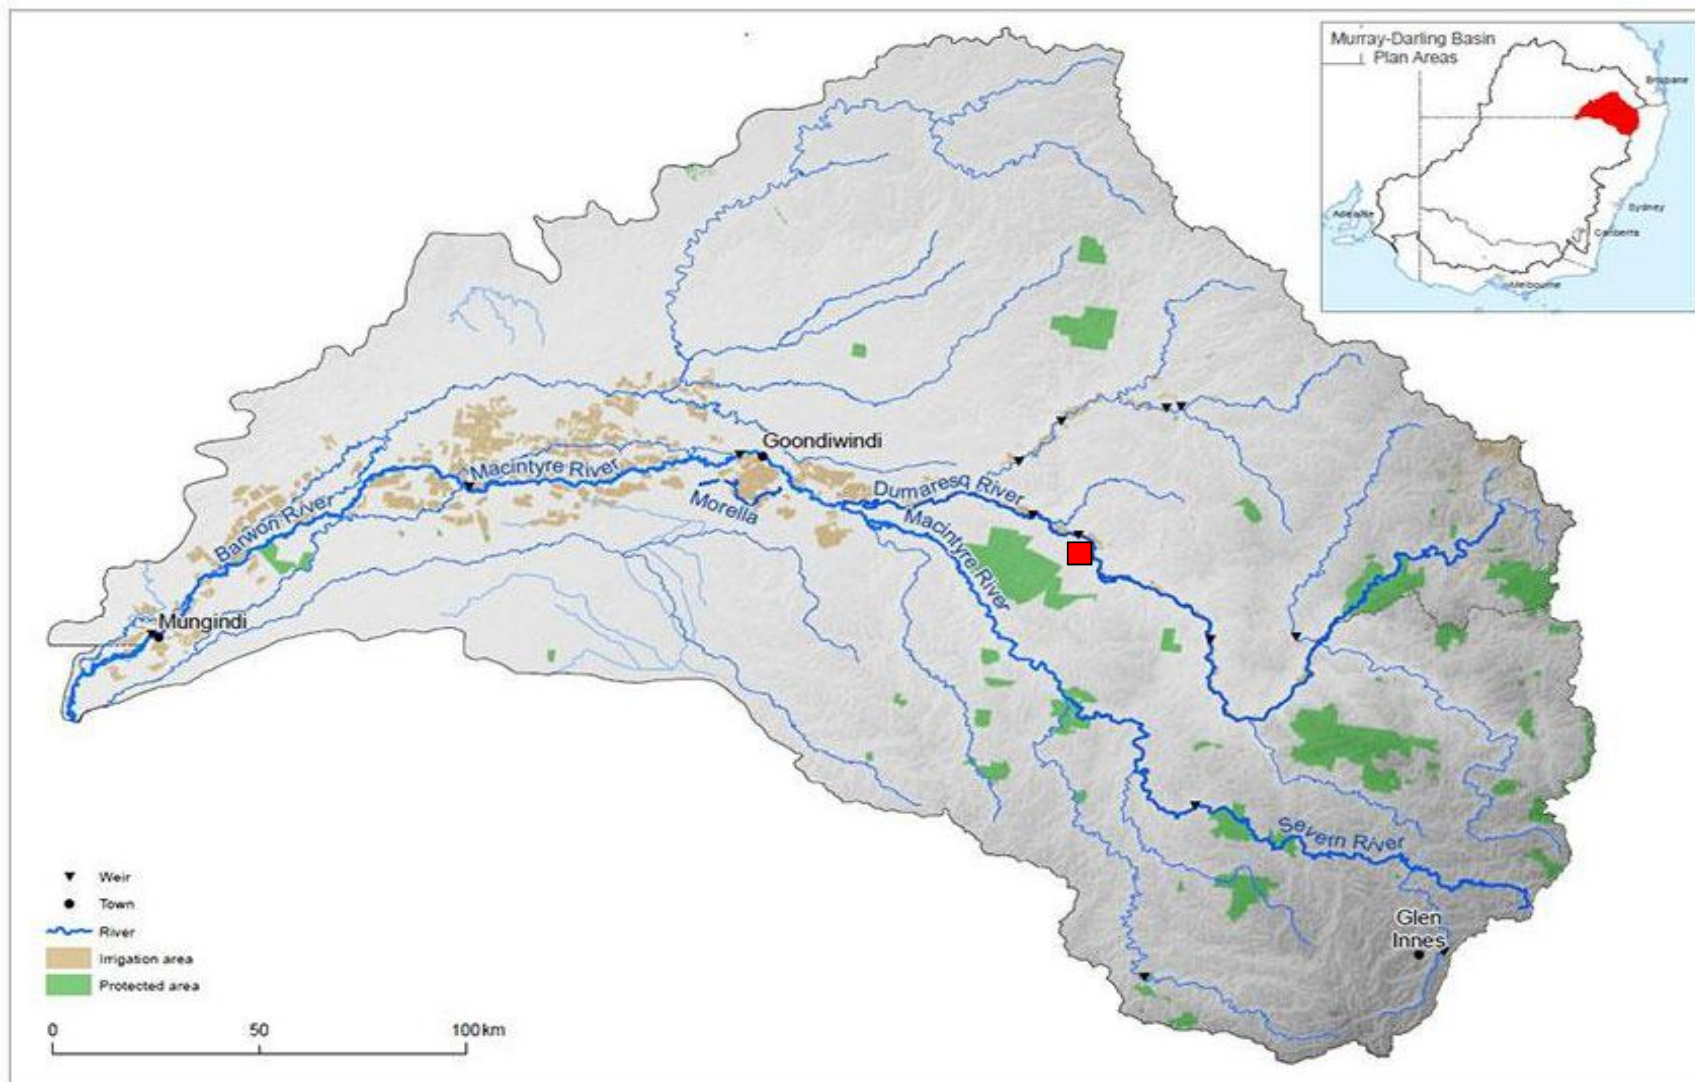 Murray-Darling Basin
Plan Areas
Brisbane
Adelaide
Sydney
Canberra
Melbourne
Goondiwindi
Macintyre River
Dumaresq River
Morella
Macintyre River
Barwon River
Mungindi
Severn River
Glen
Innes
Weir
Town
River
Irrigation area
Protected area
0
50
100km